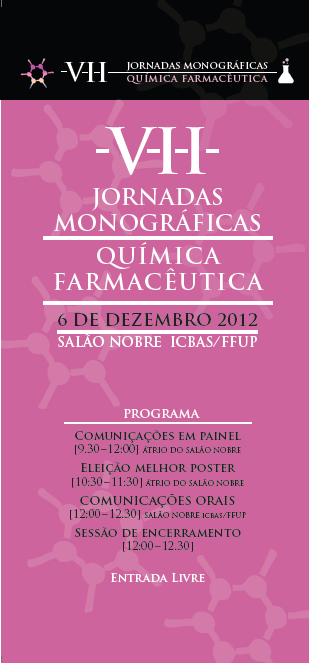 -VII-
JORNADAS MONOGRÁFICAS
QUÍMICA FARMACÊUTICA
-VII-
JORNADAS
MONOGRÁFICAS
QUÍMICA
FARMACÊUTICA
6 DE DEZEMBRO 2012
SALÃO NOBRE ICBAS/FFUP
PROGRAMA
COMUNIÇAÇÕES EM PAINEL
[9.30–12:00] ÁTRIO DO SALÃO NOBRE
ELEIÇÃO MELHOR POSTER
[10:30–11:30] ÁTRIO DO SALÃO NOBRE
COMUNICAÇÕES ORAIS
[12:00–12.30] SALÃO NOBRE ICBAS/FFUP
SESSÃO DE ENCERRAMENTO
[12:00–12.30]
ENTRADA LIVRE